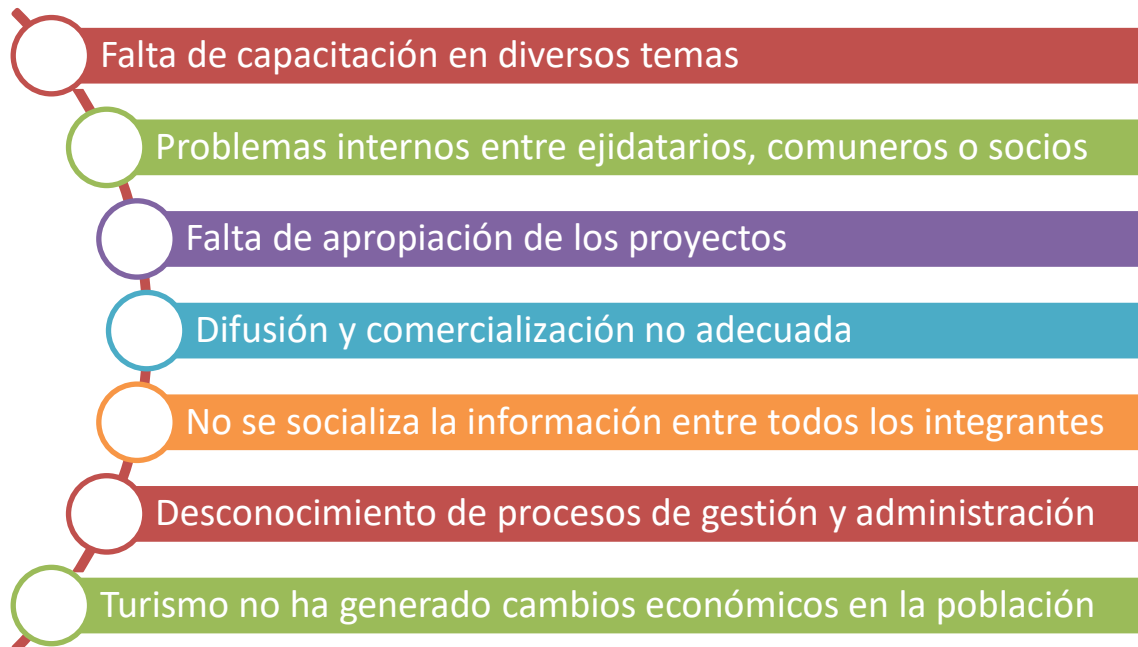 Falta de capacitación en diversos temas
Problemas internos entre ejidatarios, comuneros o socios
Falta de apropiación de los proyectos
Difusión y comercialización no adecuada
No se socializa la información entre todos los integrantes
Desconocimiento de procesos de gestión y administración
Turismo no ha generado cambios económicos en la población